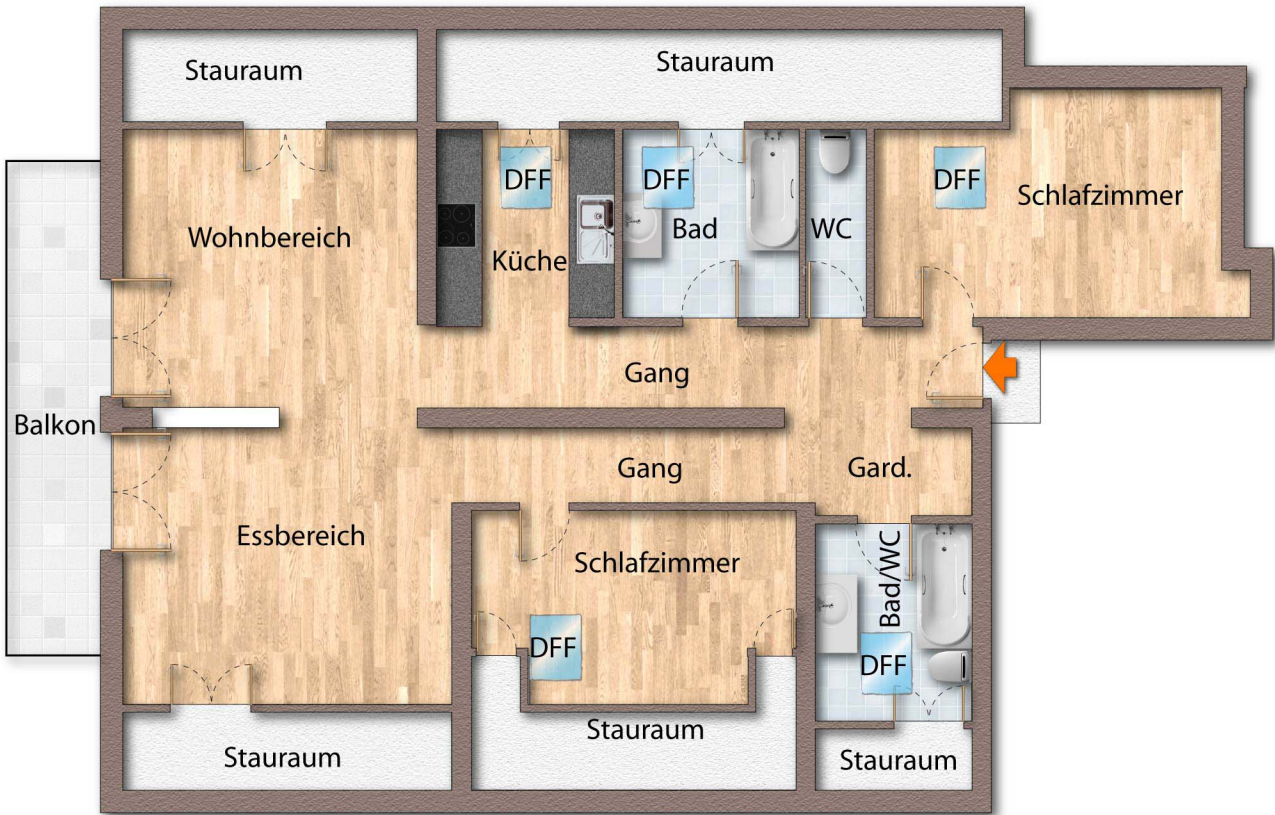 Stauraum
Stauraum
DFF
DFF
DFF
Schlafzimmer
Wohnbereich
Bad
WC
Küche
Gang
Balkon
Gang
Gard.
Essbereich
Schlafzimmer
Bad/WC
DFF
DFF
Stauraum
Stauraum
Stauraum